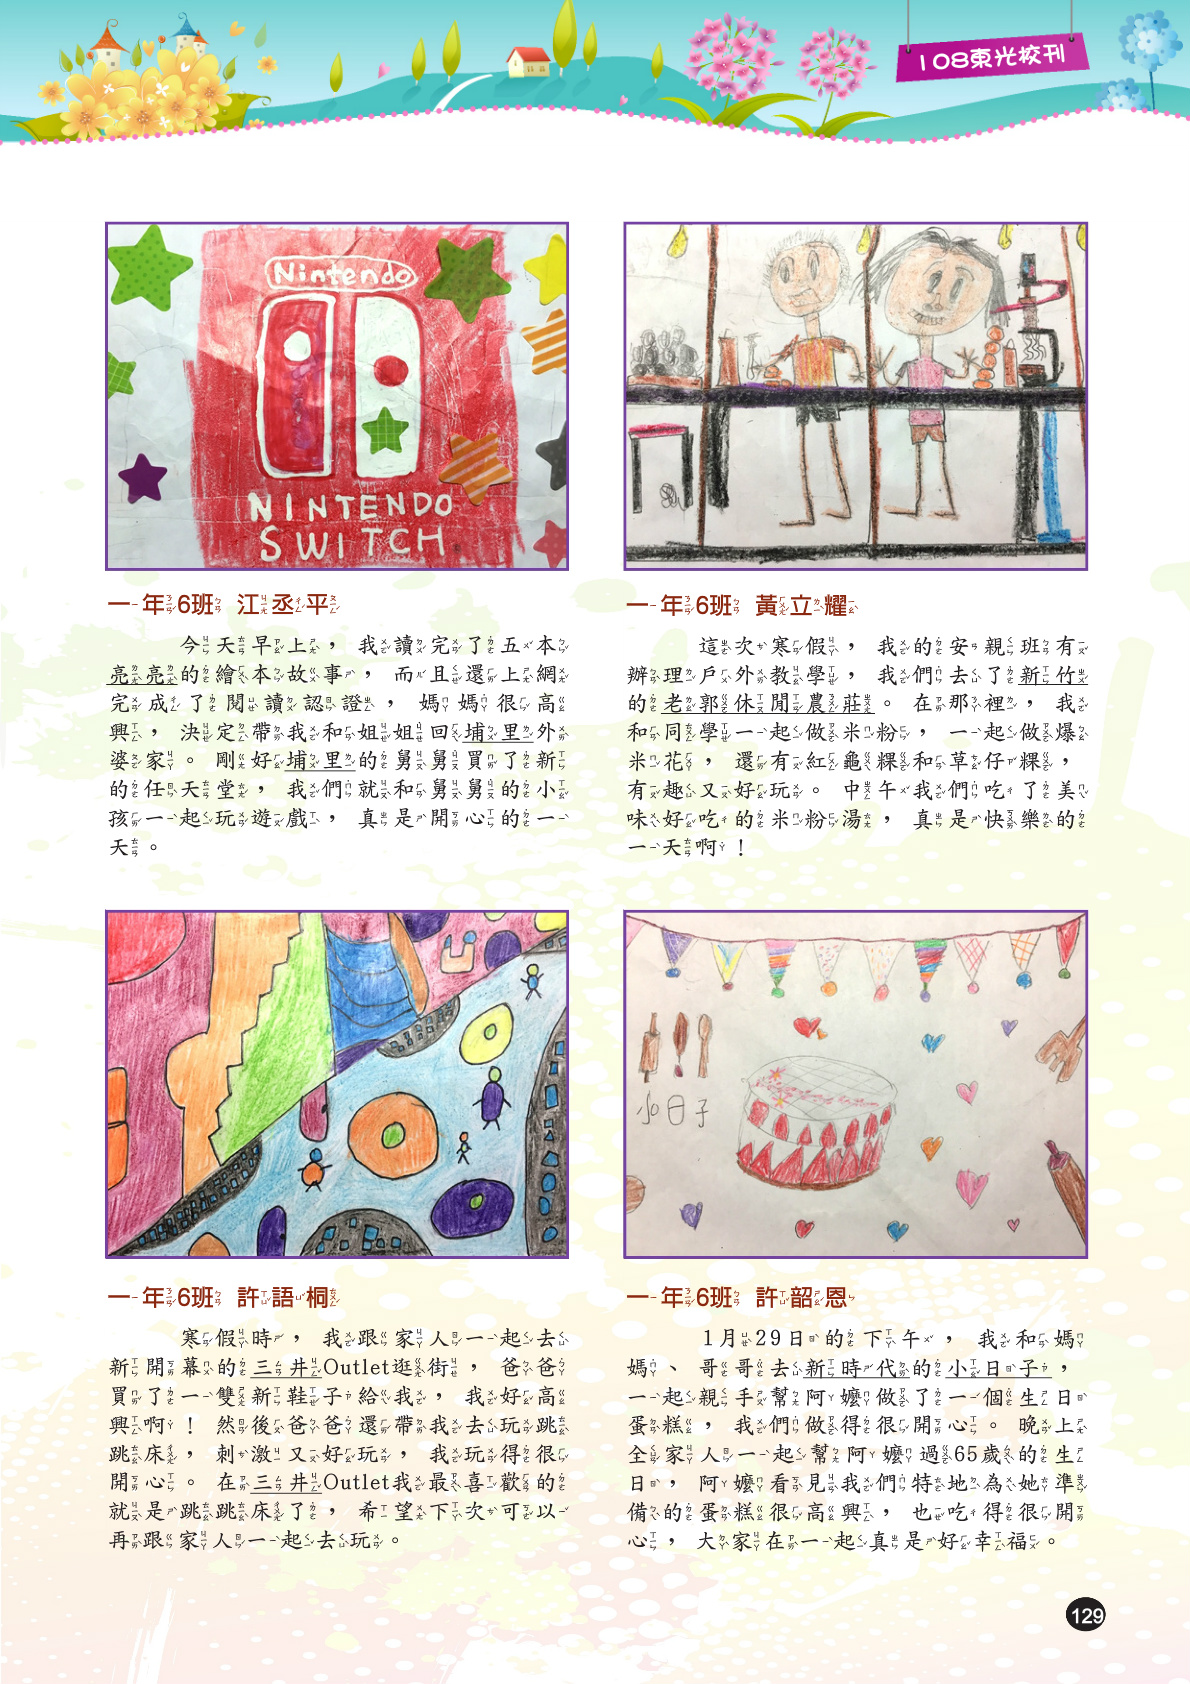 108東光校刊
Nintendo
NINTENDO
SWITCH
一年6班 江丞平
今天早上，我讀完了五本
亮亮的繪本故事，而且還上網
完成了閱讀認證，媽媽很高
興，決定帶我和姐姐回埔里外
婆家。剛好埔里的舅舅買了新
的任天堂，我們就和舅舅的小
孩一起玩遊戲，真是開心的一
天。
一年6班 黃立耀
這次寒假，我的安親班有
辦理戶外教學，我們去了新竹
的老郭休閒農莊。在那裡，我
和同學一起做米粉，一起做爆
米花，還有紅龜粿和草仔粿，
有趣又好玩。中午我們吃了美
味好吃的米粉湯，真是快樂的
一天啊！
一年6班 許語桐
寒假時，我跟家人一起去
新開幕的三井Outlet逛街，爸爸
買了一雙新鞋子給我，我好高
興啊！然後爸爸還帶我去玩跳
跳床，刺激又好玩，我玩得很
開心。在三井Outlet我最喜歡的
就是跳跳床了，希望下次可以
再跟家人一起去玩。
小日子
一年6班 許韶恩
1月29日的下午，我和媽
媽、哥哥去新時代的小日子，
一起親手幫阿嬤做了一個生日
蛋糕，我們做得很開心。晚上
全家人一起幫阿嬤過65歲的生
日，阿嬤看見我們特地為她準
備的蛋糕很高興，也吃得很開
心，大家在一起真是好幸福。
129